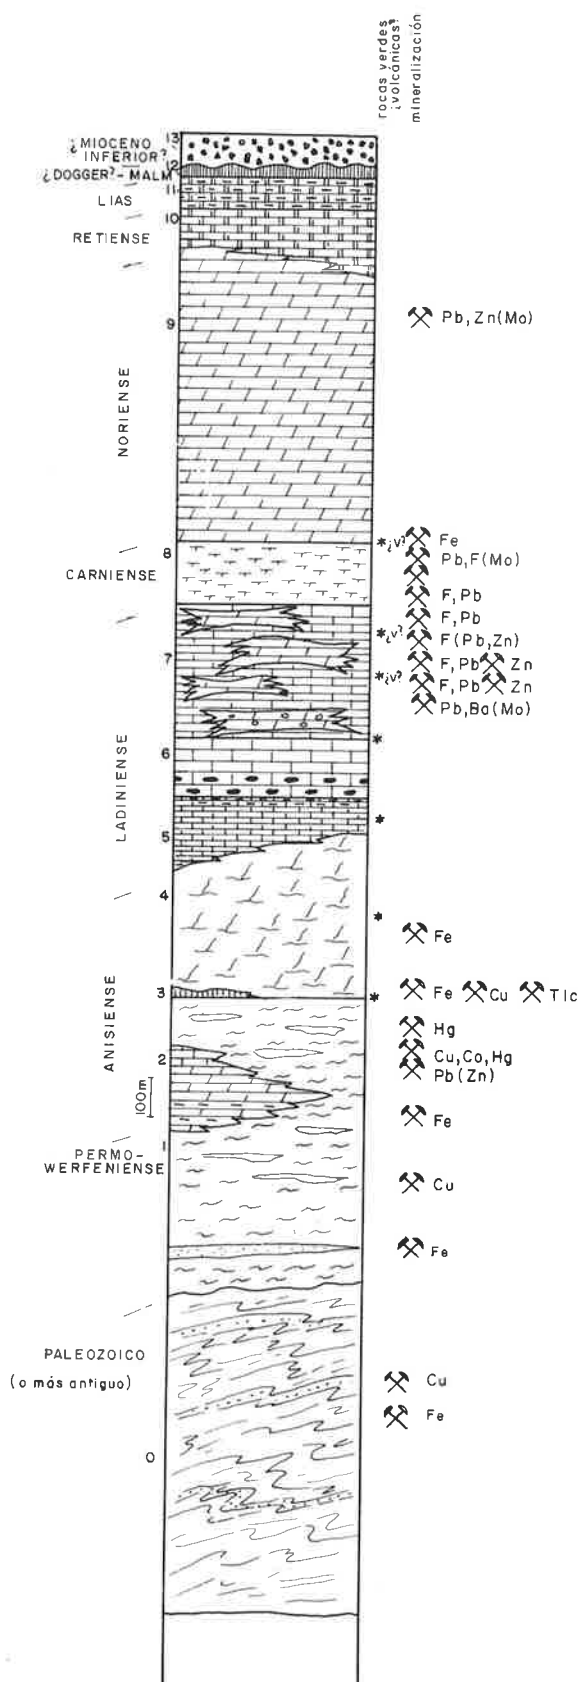 rocas verdes
¿volcánicas?
mineralización
13
¿MIOCENO
INFERIOR?
12
¿DOGGER?-MALM
11
LIAS
10
RETIENSE
9
Pb, Zn(Mo)
NORIENSE
8
*¿v?
Fe
Pb, F(Mo)
CARNIENSE
F, Pb
F, Pb
*¿v?
F(Pb, Zn)
7
F, Pb
Zn
*¿v?
F, Pb
Zn
Pb, Ba(Mo)
*
6
LADINIENSE
*
5
4
*
Fe
3
*
Fe
Cu
Tlc
ANISIENSE
Hg
Cu, Co, Hg
2
Pb(Zn)
100m
Fe
1
PERMO-
WERFENIENSE
Cu
Fe
PALEOZOICO
(o más antiguo)
Cu
Fe
0